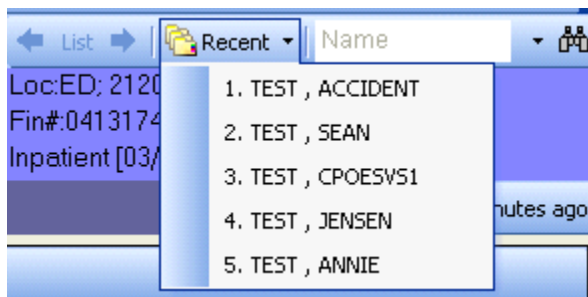 List Recent Name
Loc:ED; 2120
1. TEST , ACCIDENT
Fin#:0413174
2. TEST , SEAN
Inpatient [03/
3. TEST , CPOESVS1
4. TEST , JENSEN
nutes ago
5. TEST , ANNIE